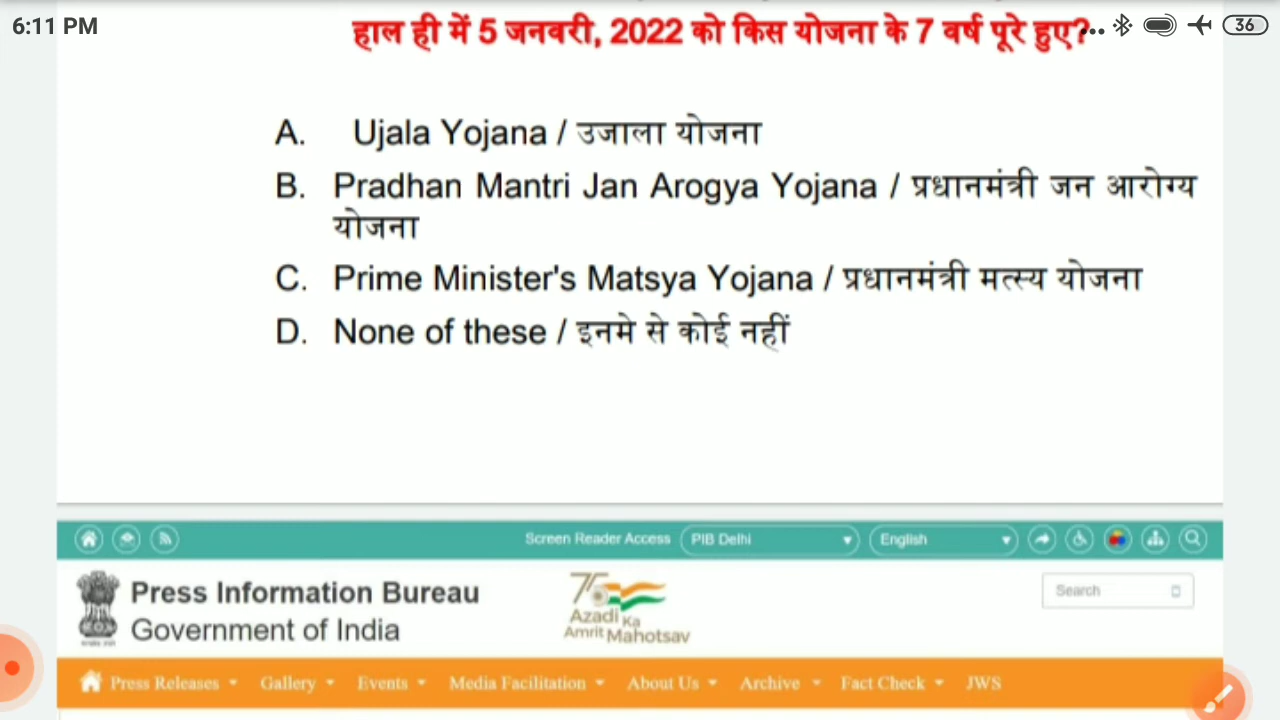 6:11 PM
हाल ही में 5 जनवरी, 2022 को किस योजना के 7 वर्ष पूरे हुए?
36
A. Ujala Yojana / उजाला योजना
B. Pradhan Mantri Jan Arogya Yojana / प्रधानमंत्री जन आरोग्य
योजना
C. Prime Minister's Matsya Yojana / प्रधानमंत्री मत्स्य योजना
D. None of these / इनमे से कोई नहीं
Screen Reader Access PIB Delhi English
Press Information Bureau
Government of India
75
Azadi Ka
Amrit Mahotsav
Search
Press Releases Gallery Events Media Facilitation About Us Archive Fact Check JWS